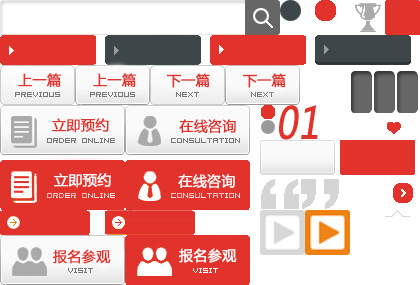 上一篇 上一篇 下一篇 下一篇
PREVIOUS PREVIOUS NEXT NEXT
01
立即预约 在线咨询
ORDER ONLINE CONSULTATION
立即预约 在线咨询
ORDER ONLINE CONSULTATION
报名参观 报名参观
VISIT VISIT